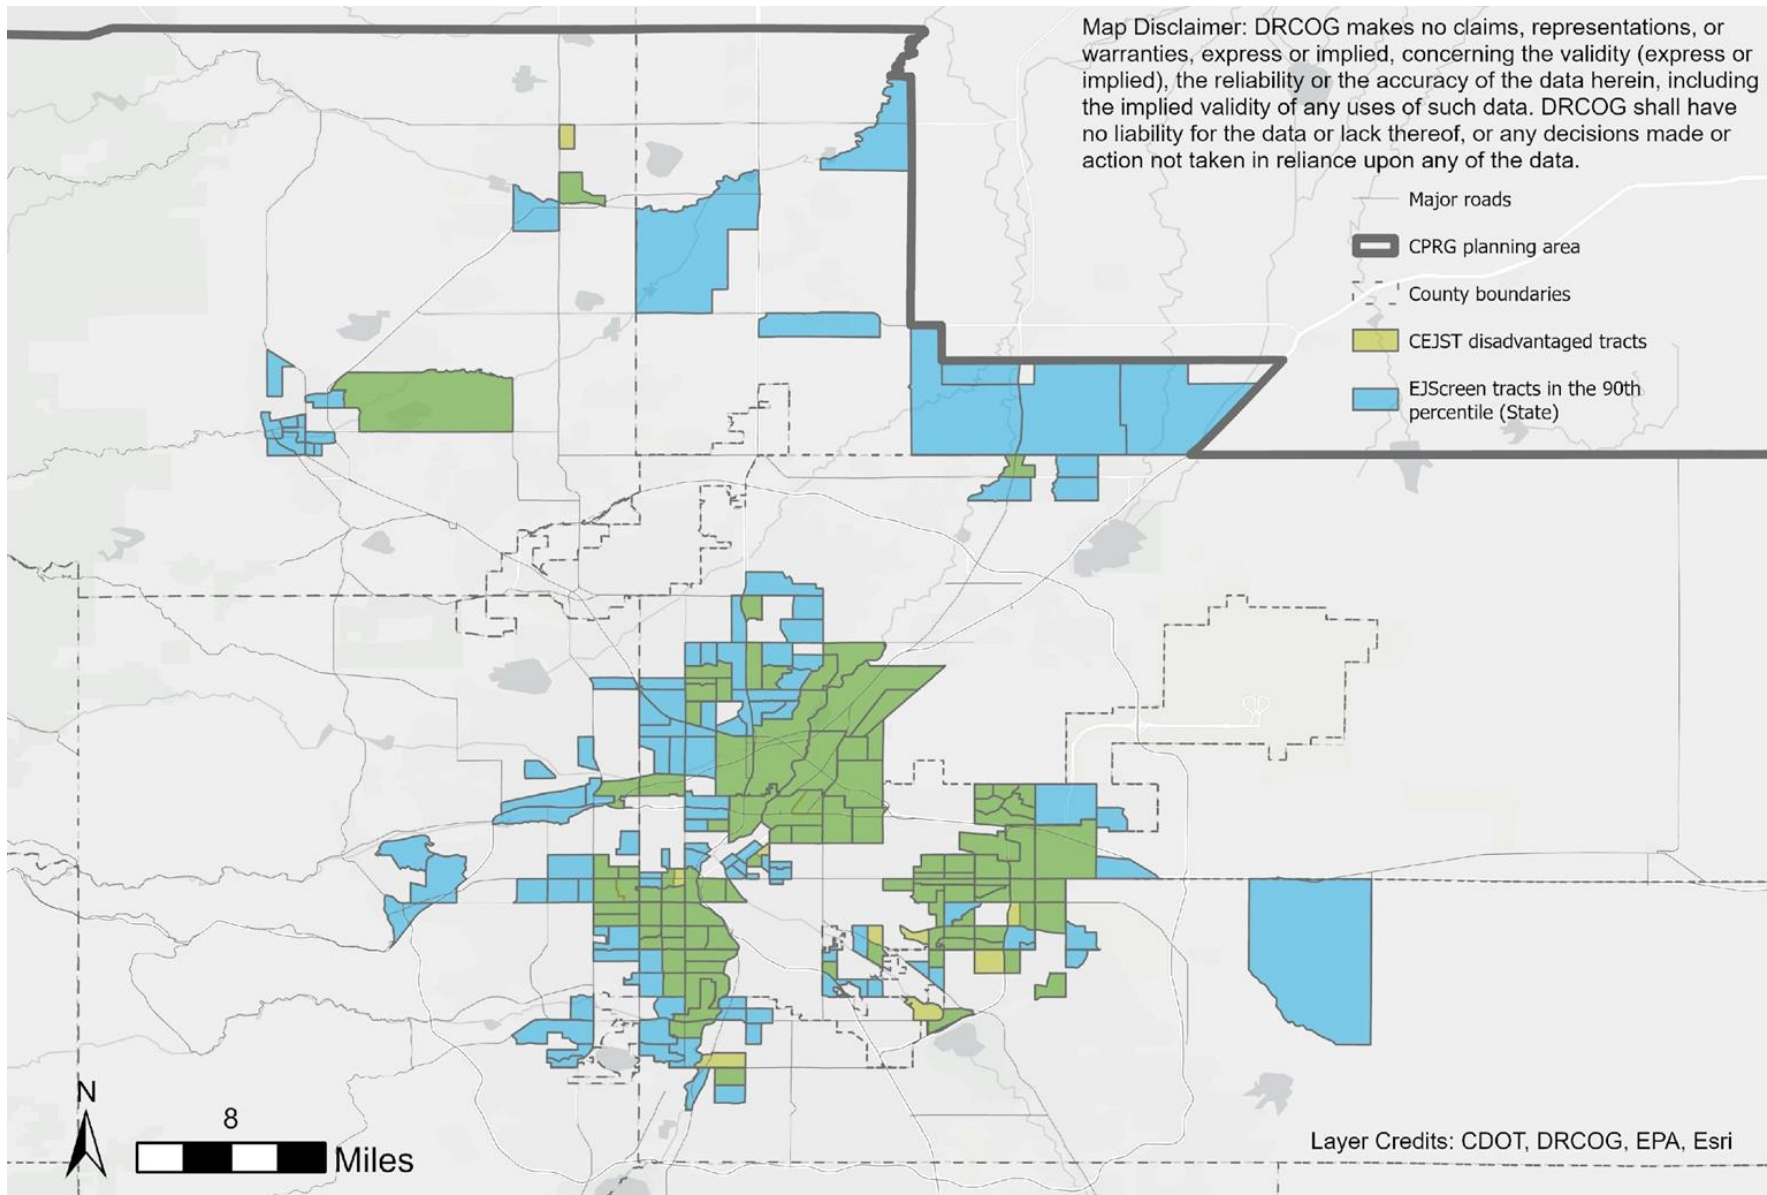 Map Disclaimer: DRCOG makes no claims, representations, or
warranties, express or implied, concerning the validity (express or
implied), the reliability or the accuracy of the data herein, including
the implied validity of any uses of such data. DRCOG shall have
no liability for the data or lack thereof, or any decisions made or
action not taken in reliance upon any of the data.
Major roads
CPRG planning area
County boundaries
CEJST disadvantaged tracts
EJScreen tracts in the 90th
percentile (State)
N
8
Miles
Layer Credits: CDOT, DRCOG, EPA, Esri